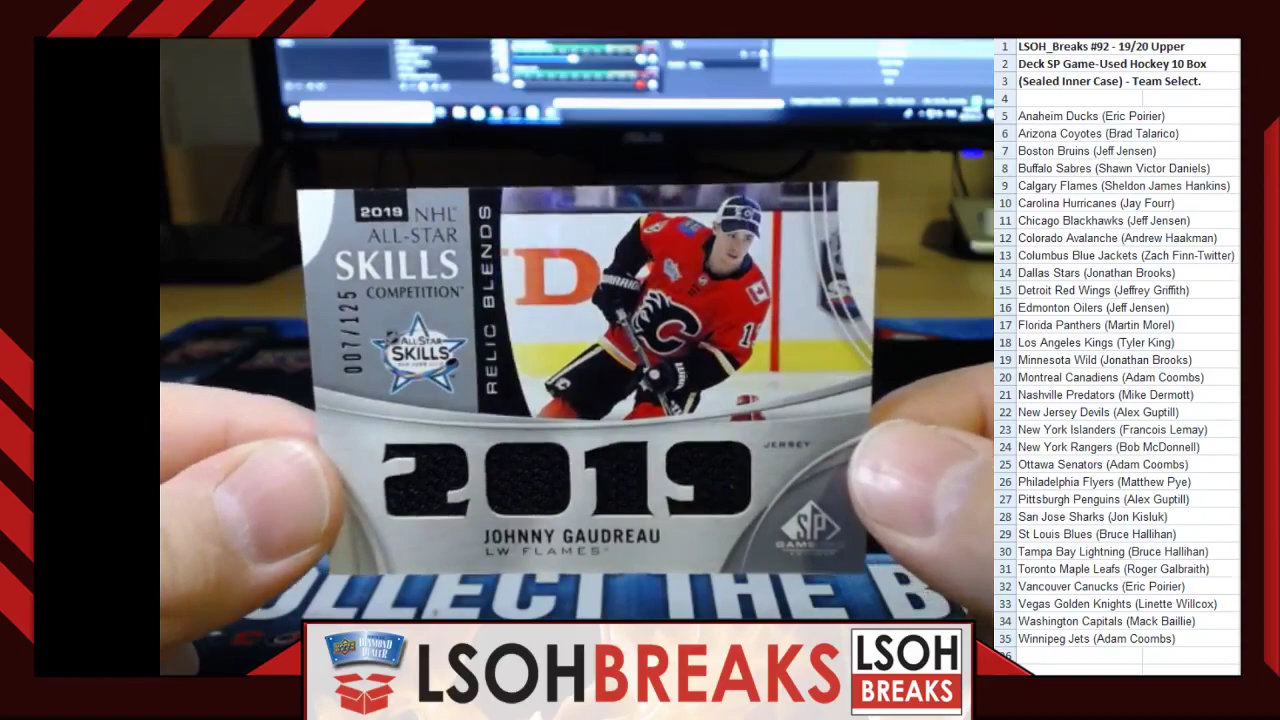 2019 NHL
ALL-STAR
SKILLS
COMPETITION
007/125
ALL-STAR
SKILLS
RELIC BLENDS
2019
JERSEY
JOHNNY GAUDREAU
LW FLAMES
SP
ASUS
OLLECT THE B
UPPER DECK
DIAMOND
DEALER
LSOHBREAKS
LSOH
BREAKS
1 LSOH_Breaks #92 - 19/20 Upper
2 Deck SP Game-Used Hockey 10 Box
3 (Sealed Inner Case) - Team Select.
4
5 Anaheim Ducks (Eric Poirier)
6 Arizona Coyotes (Brad Talarico)
7 Boston Bruins (Jeff Jensen)
8 Buffalo Sabres (Shawn Victor Daniels)
9 Calgary Flames (Sheldon James Hankins)
10 Carolina Hurricanes (Jay Fourr)
11 Chicago Blackhawks (Jeff Jensen)
12 Colorado Avalanche (Andrew Haakman)
13 Columbus Blue Jackets (Zach Finn-Twitter)
14 Dallas Stars (Jonathan Brooks)
15 Detroit Red Wings (Jeffrey Griffith)
16 Edmonton Oilers (Jeff Jensen)
17 Florida Panthers (Martin Morel)
18 Los Angeles Kings (Tyler King)
19 Minnesota Wild (Jonathan Brooks)
20 Montreal Canadiens (Adam Coombs)
21 Nashville Predators (Mike Dermott)
22 New Jersey Devils (Alex Guptill)
23 New York Islanders (Francois Lemay)
24 New York Rangers (Bob McDonnell)
25 Ottawa Senators (Adam Coombs)
26 Philadelphia Flyers (Matthew Pye)
27 Pittsburgh Penguins (Alex Guptill)
28 San Jose Sharks (Jon Kisluk)
29 St Louis Blues (Bruce Hallihan)
30 Tampa Bay Lightning (Bruce Hallihan)
31 Toronto Maple Leafs (Roger Galbraith)
32 Vancouver Canucks (Eric Poirier)
33 Vegas Golden Knights (Linette Willcox)
34 Washington Capitals (Mack Baillie)
35 Winnipeg Jets (Adam Coombs)